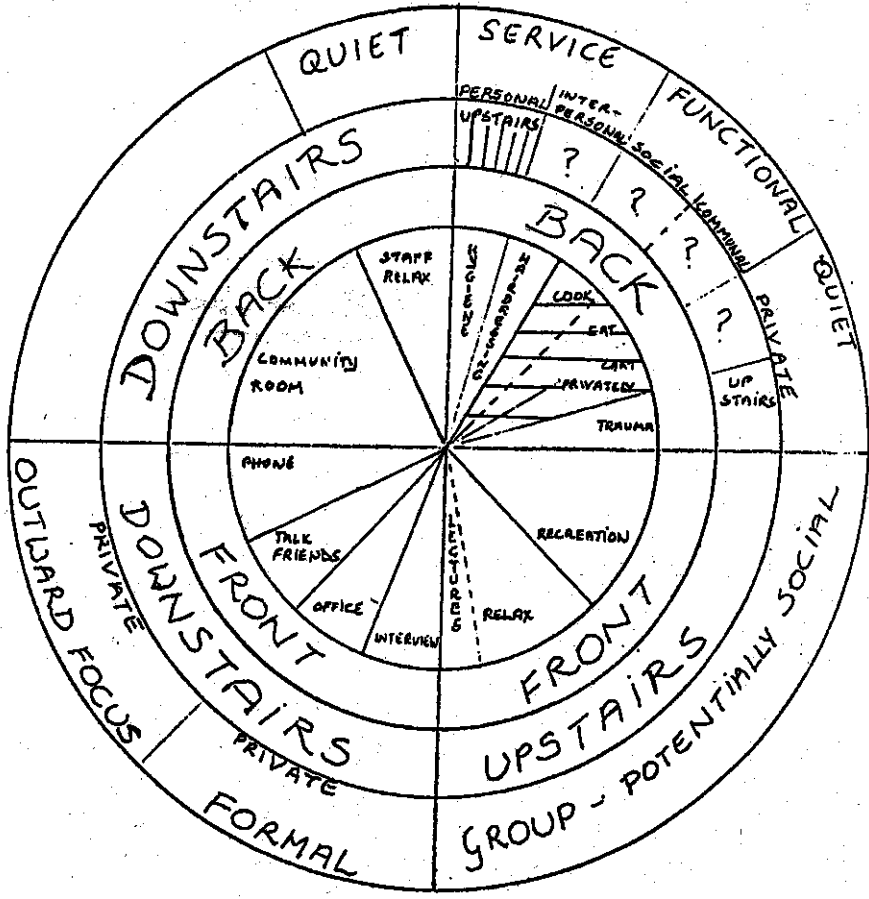 QUIET
SERVICE
FUNCTIONAL
QUIET
PERSONAL
INTER-
PERSONAL
SOCIAL
KOMMUNAL
PRIVATE
UPSTAIRS
?
?
?
?
UP
STAIRS
DOWNSTAIRS
BACK
BACK
STAFF
RELAX
HYGIENE
COMMUNITY
ROOM
COOK
EAT
PRIVATELY
TRAUMA
PHONE
TALK
FRIENDS
OFFICE
INTERVIEW
LECTURES
RELAX
RECREATION
FRONT
FRONT
DOWNSTAIRS
UPSTAIRS
PRIVATE
PRIVATE
OUTWARD FOCUS
FORMAL
GROUP - POTENTIALLY SOCIAL